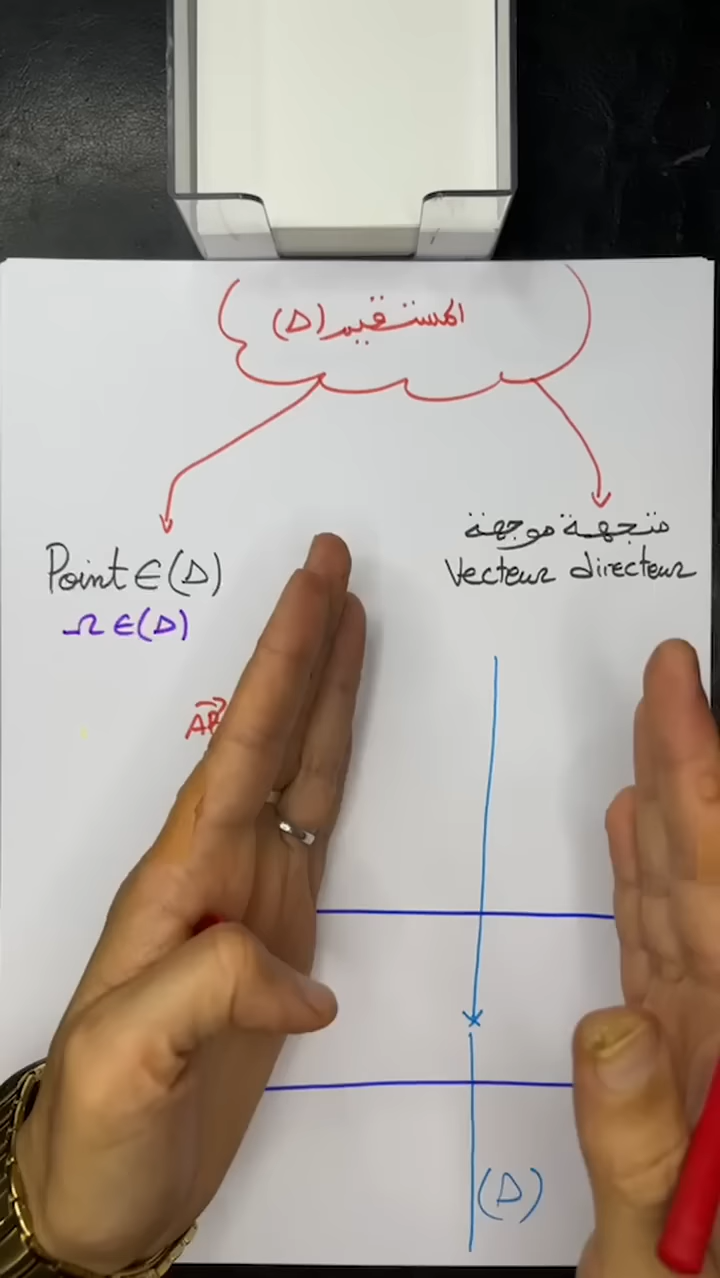 المستقيم (D)
Point ∈ (D)
Ω ∈ (D)
متجهة موجهة
Vecteur directeur
(D)